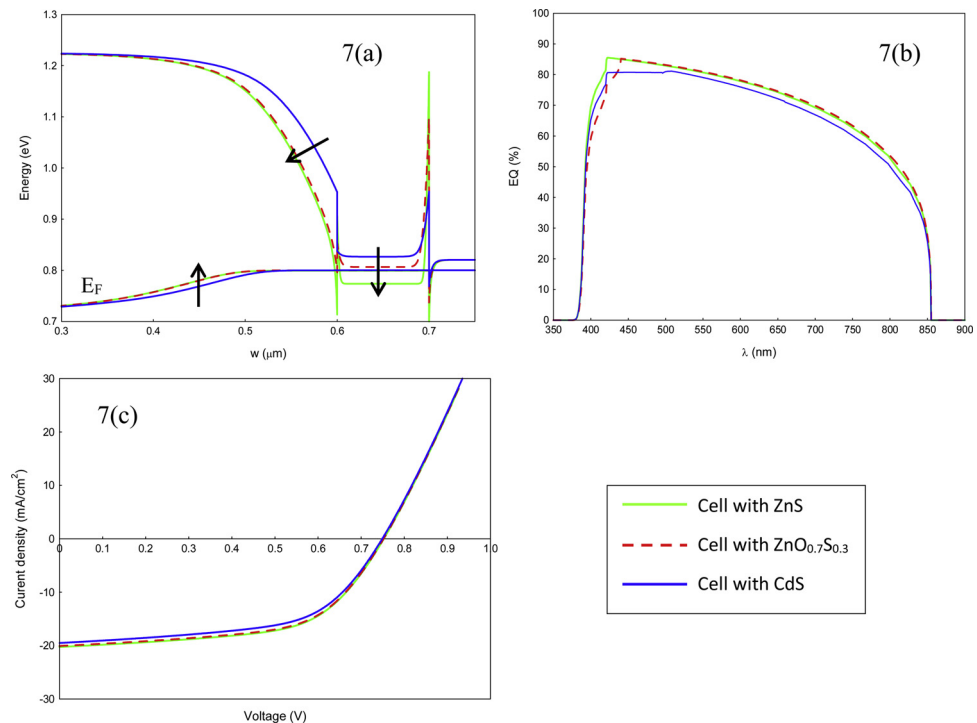 7(a)
1.3
1.2
1.1
1.0
0.9
0.8
0.7
Energy (eV)
E_F
0.3 0.4 0.5 0.6 0.7
w (μm)
7(b)
100
90
80
70
60
50
40
30
20
10
0
EQ (%)
350 400 450 500 550 600 650 700 750 800 850 900
λ (nm)
7(c)
30
20
10
0
-10
-20
-30
Current density (mA/cm²)
0 0.1 0.2 0.3 0.4 0.5 0.6 0.7 0.8 0.9 1.0
Voltage (V)
Cell with ZnS
Cell with ZnO₀.₇S₀.₃
Cell with CdS